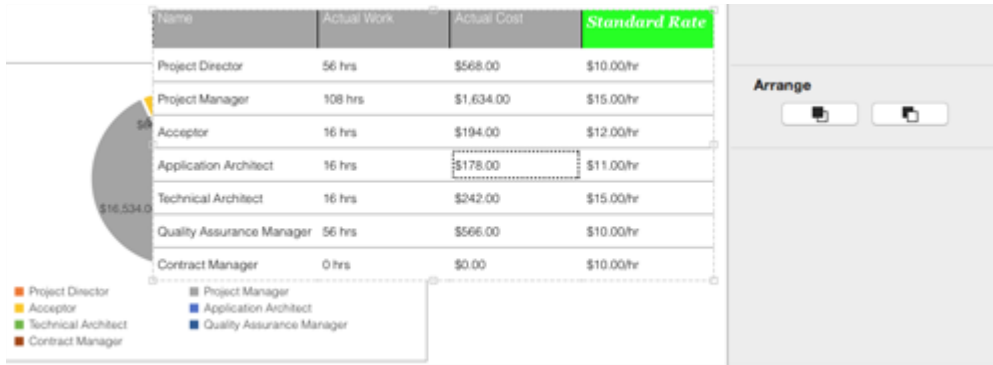 Name Actual Work Actual Cost Standard Rate
Project Director 56 hrs $568.00 $10.00/hr
Arrange
Project Manager 108 hrs $1,634.00 $15.00/hr
Acceptor 16 hrs $194.00 $12.00/hr
Application Architect 16 hrs $178.00 $11.00/hr
Technical Architect 16 hrs $242.00 $15.00/hr
$16,534.0
Quality Assurance Manager 56 hrs $566.00 $10.00/hr
Contract Manager 0 hrs $0.00 $10.00/hr
Project Director Project Manager
Acceptor Application Architect
Technical Architect Quality Assurance Manager
Contract Manager